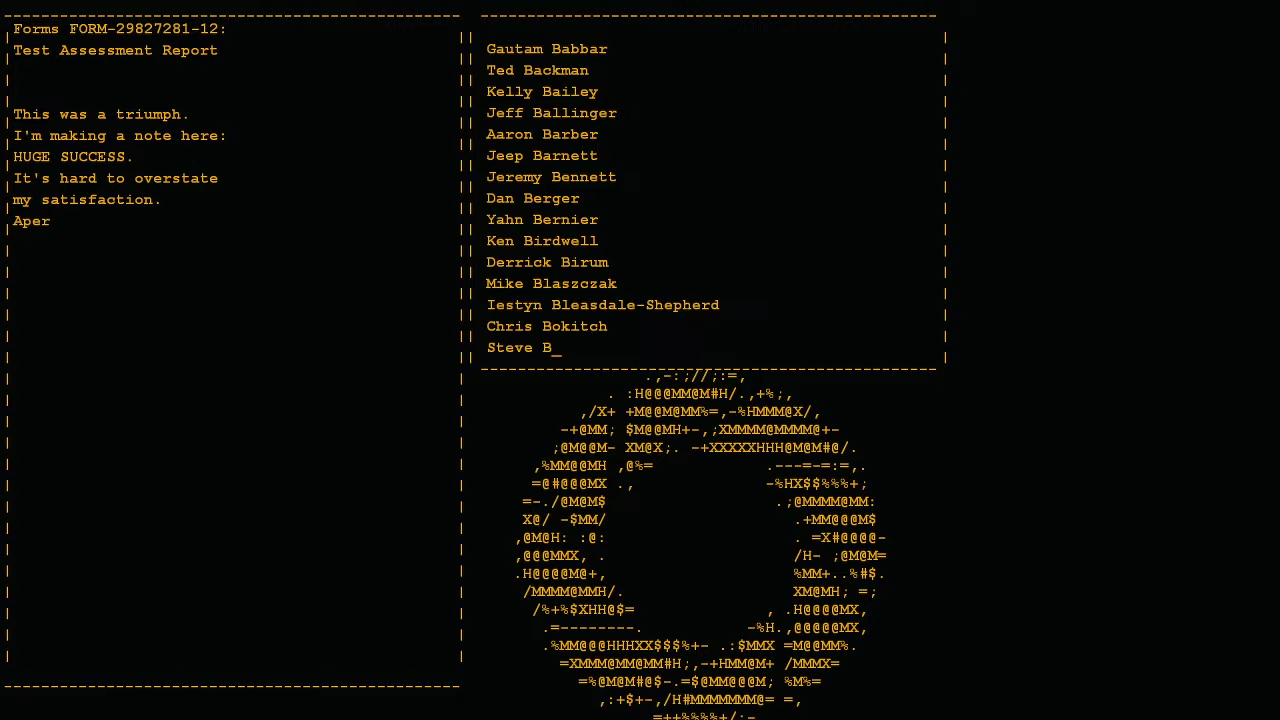 Forms FORM-29827281-12:
Test Assessment Report
This was a triumph.
I'm making a note here:
HUGE SUCCESS.
It's hard to overstate
my satisfaction.
Aper
Gautam Babbar
Ted Backman
Kelly Bailey
Jeff Ballinger
Aaron Barber
Jeep Barnett
Jeremy Bennett
Dan Berger
Yahn Bernier
Ken Birdwell
Derrick Birum
Mike Blaszczak
Iestyn Bleasdale-Shepherd
Chris Bokitch
Steve B_